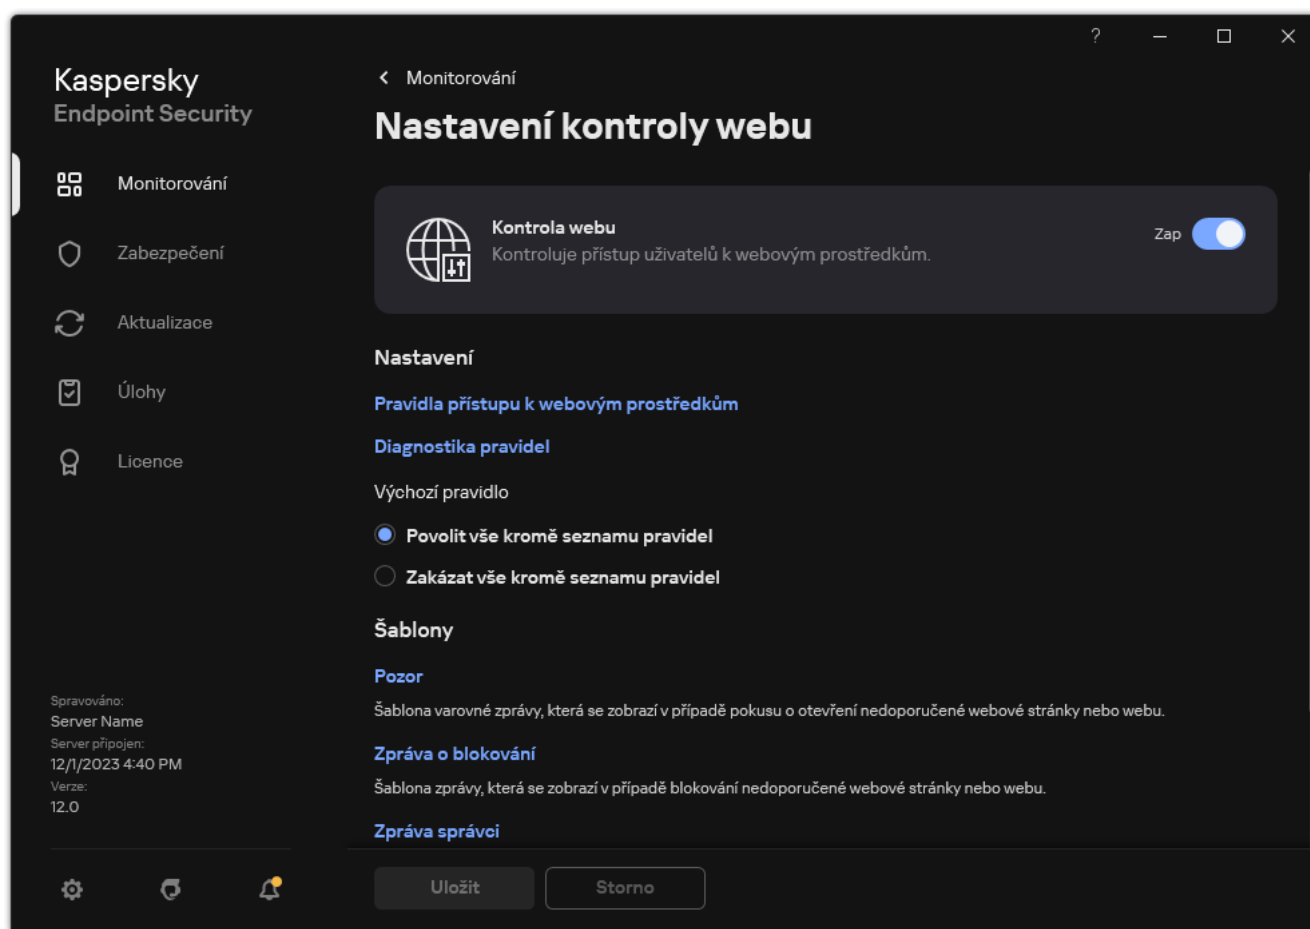 ?
Kaspersky
Endpoint Security
Monitorování
Zabezpečení
Aktualizace
Úlohy
Licence
Spravováno:
Server Name
Server připojen:
12/1/2023 4:40 PM
Verze:
12.0
Monitorování
Nastavení kontroly webu
Kontrola webu
Kontroluje přístup uživatelů k webovým prostředkům.
Zap
Nastavení
Pravidla přístupu k webovým prostředkům
Diagnostika pravidel
Výchozí pravidlo
Povolit vše kromě seznamu pravidel
Zakázat vše kromě seznamu pravidel
Šablony
Pozor
Šablona varovné zprávy, která se zobrazí v případě pokusu o otevření nedoporučené webové stránky nebo webu.
Zpráva o blokování
Šablona zprávy, která se zobrazí v případě blokování nedoporučené webové stránky nebo webu.
Zpráva správci
Uložit
Storno